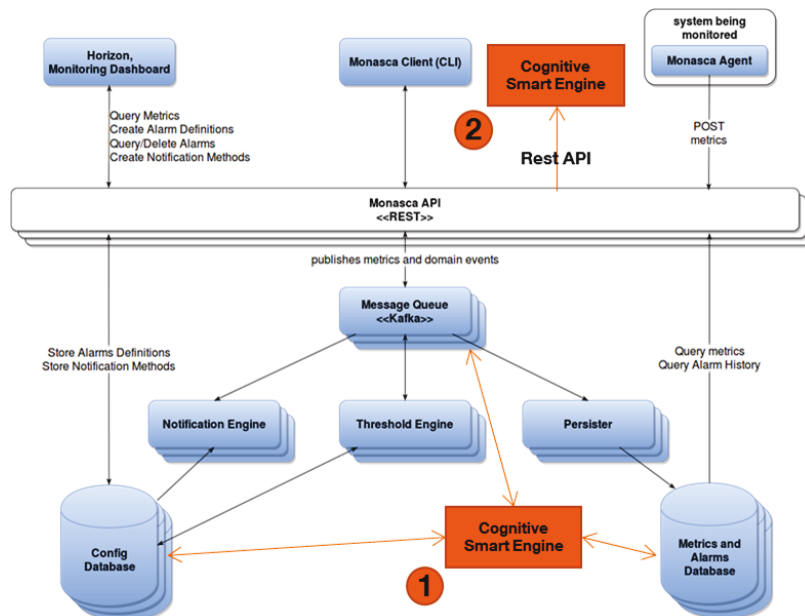 system being
monitored
Horizon,
Monitoring Dashboard
Monasca Client (CLI)
Cognitive
Smart Engine
Monasca Agent
Query Metrics
Create Alarm Definitions
Query/Delete Alarms
Create Notification Methods
2
Rest API
POST
metrics
Monasca API
<<REST>>
publishes metrics and domain events
Message Queue
<<Kafka>>
Store Alarms Definitions
Store Notification Methods
Query metrics
Query Alarm History
Notification Engine
Threshold Engine
Persister
Config
Database
Cognitive
Smart Engine
Metrics and
Alarms
Database
1